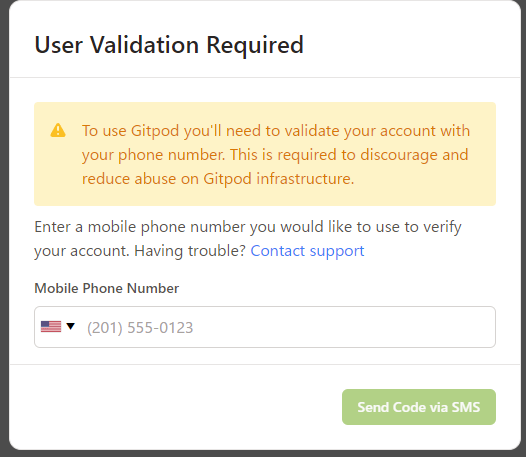 User Validation Required
To use Gitpod you'll need to validate your account with
your phone number. This is required to discourage and
reduce abuse on Gitpod infrastructure.
Enter a mobile phone number you would like to use to verify
your account. Having trouble? Contact support
Mobile Phone Number
(201) 555-0123
Send Code via SMS